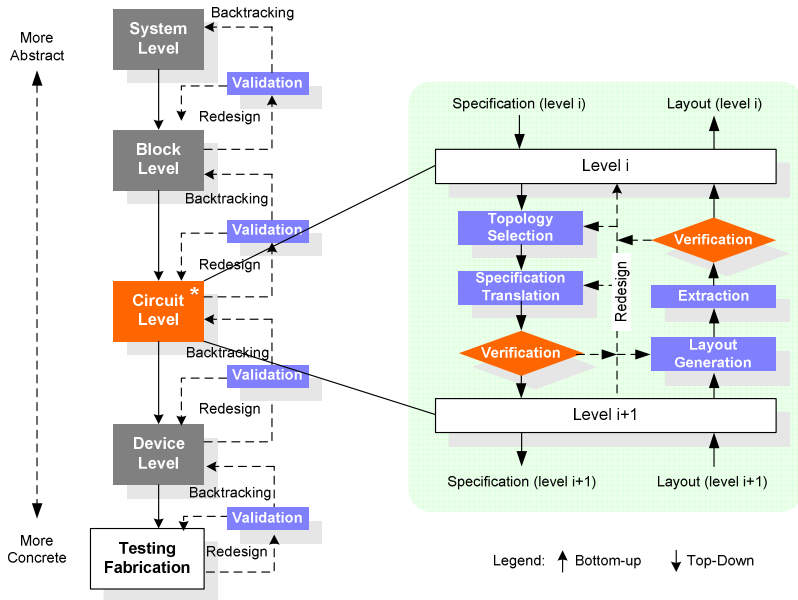 More
Abstract
System
Level
Backtracking
Validation
Redesign
Block
Level
Backtracking
Validation
Redesign
Circuit *
Level
Backtracking
Validation
Redesign
Device
Level
Backtracking
Validation
Redesign
Testing
Fabrication
More
Concrete
Specification (level i)
Layout (level i)
Level i
Topology
Selection
Verification
Specification
Translation
Redesign
Extraction
Verification
Layout
Generation
Level i+1
Specification (level i+1)
Layout (level i+1)
Legend:
Bottom-up
Top-Down